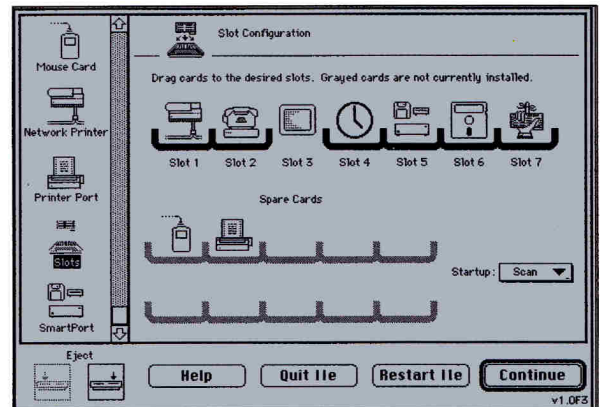 Slot Configuration
Mouse Card
Drag cards to the desired slots. Grayed cards are not currently installed.
Network Printer
Slot 1 Slot 2 Slot 3 Slot 4 Slot 5 Slot 6 Slot 7
Printer Port
Spare Cards
Slots
Startup: Scan
SmartPort
Eject
Help Quit IIe Restart IIe Continue
v1.0F3